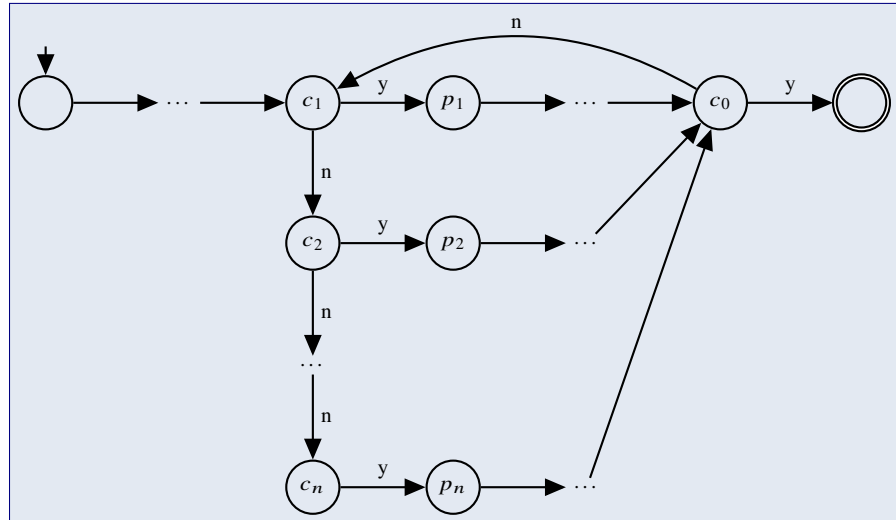 n
⋯ c₁ y p₁ ⋯ c₀ y
n
c₂ y p₂ ⋯
n
⋯
n
cₙ y pₙ ⋯